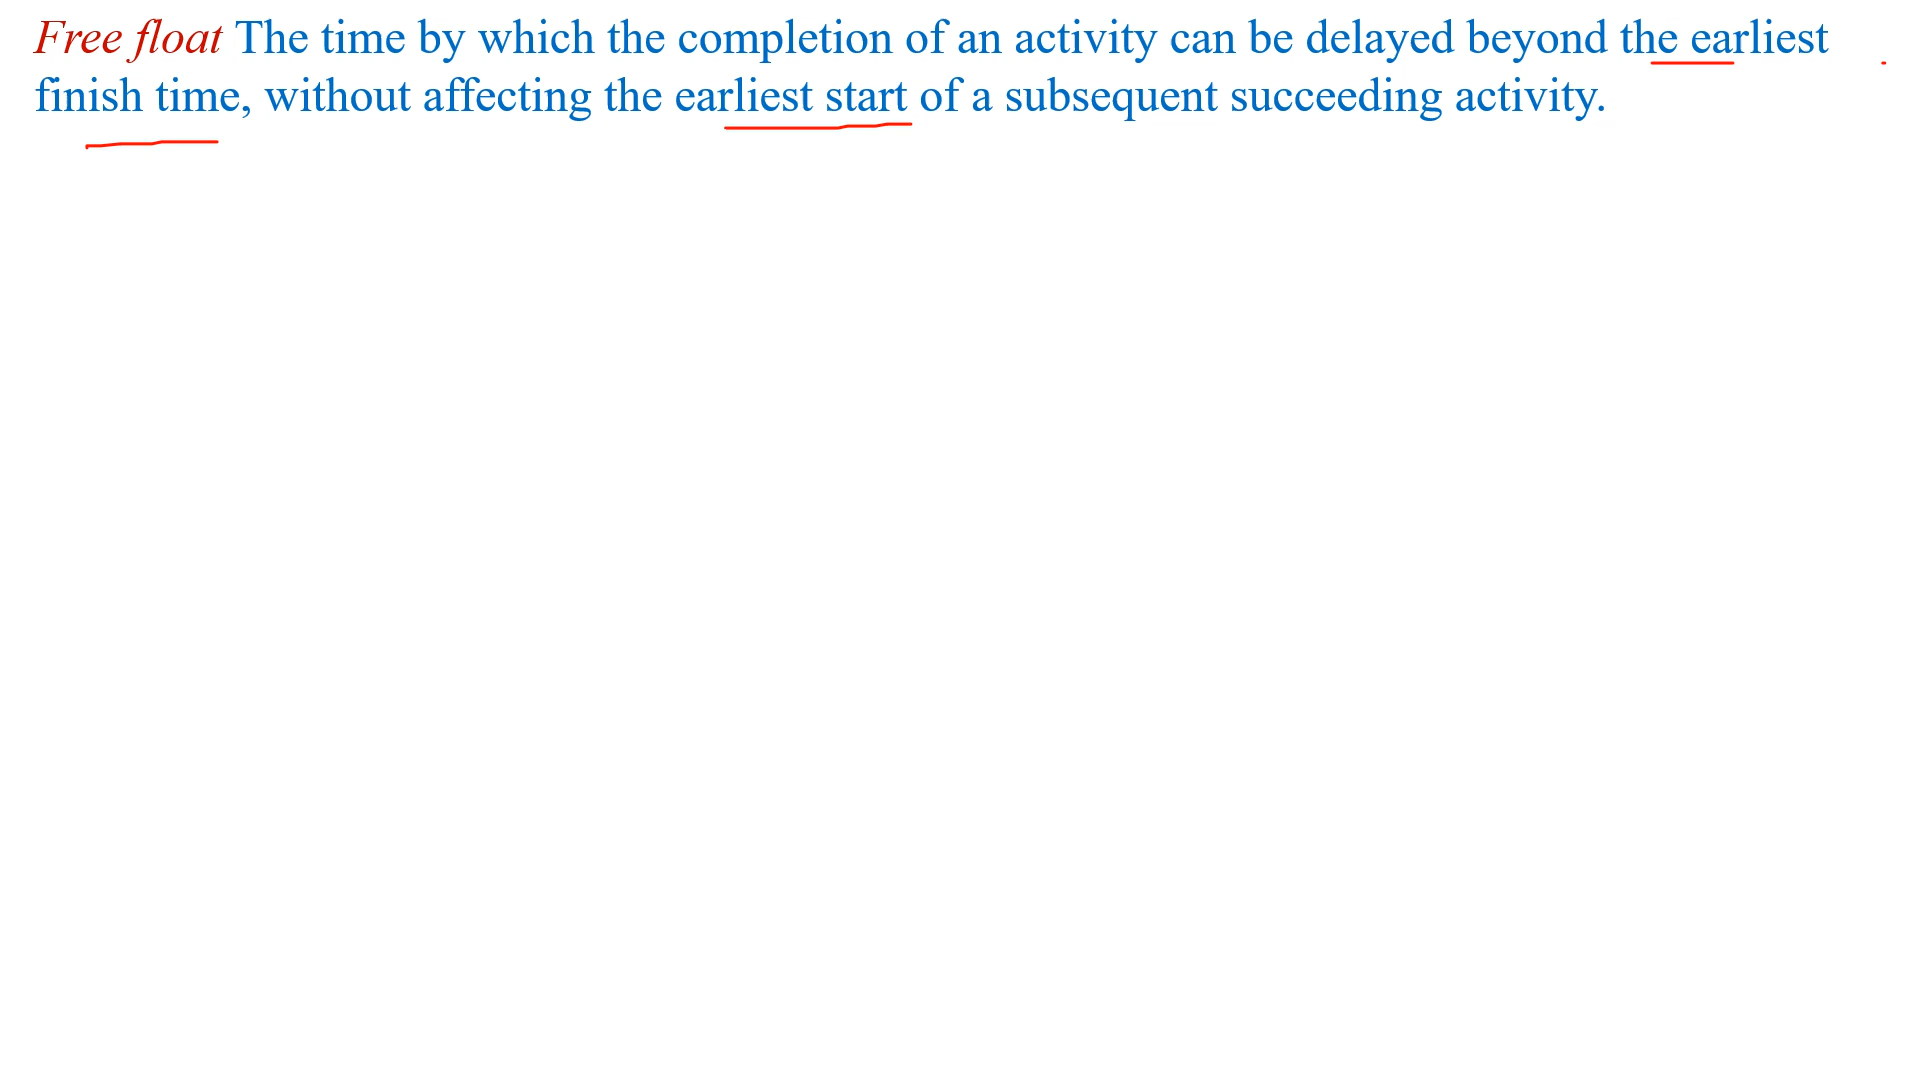 Free float The time by which the completion of an activity can be delayed beyond the earliest
finish time, without affecting the earliest start of a subsequent succeeding activity.